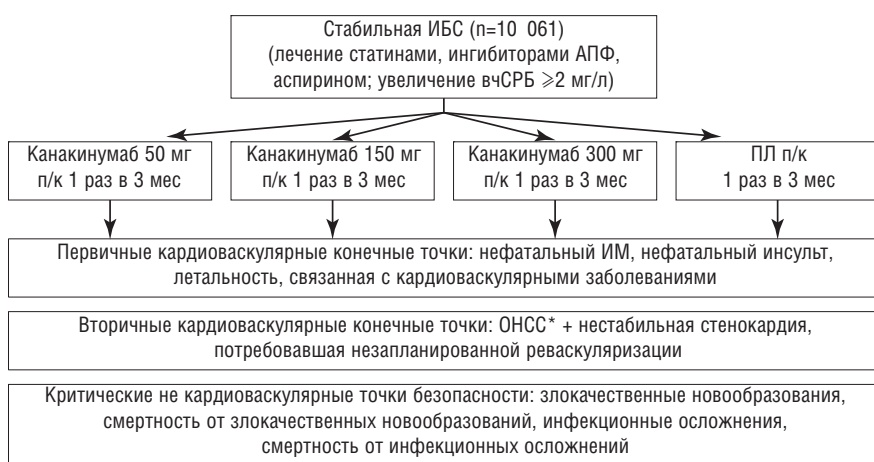 Стабильная ИБС (n=10 061)
(лечение статинами, ингибиторами АПФ,
аспирином; увеличение вчСРБ ⩾2 мг/л)
Канакинумаб 50 мг
п/к 1 раз в 3 мес
Канакинумаб 150 мг
п/к 1 раз в 3 мес
Канакинумаб 300 мг
п/к 1 раз в 3 мес
ПЛ п/к
1 раз в 3 мес
Первичные кардиоваскулярные конечные точки: нефатальный ИМ, нефатальный инсульт,
летальность, связанная с кардиоваскулярными заболеваниями
Вторичные кардиоваскулярные конечные точки: ОНСС* + нестабильная стенокардия,
потребовавшая незапланированной реваскуляризации
Критические не кардиоваскулярные точки безопасности: злокачественные новообразования,
смертность от злокачественных новообразований, инфекционные осложнения,
смертность от инфекционных осложнений